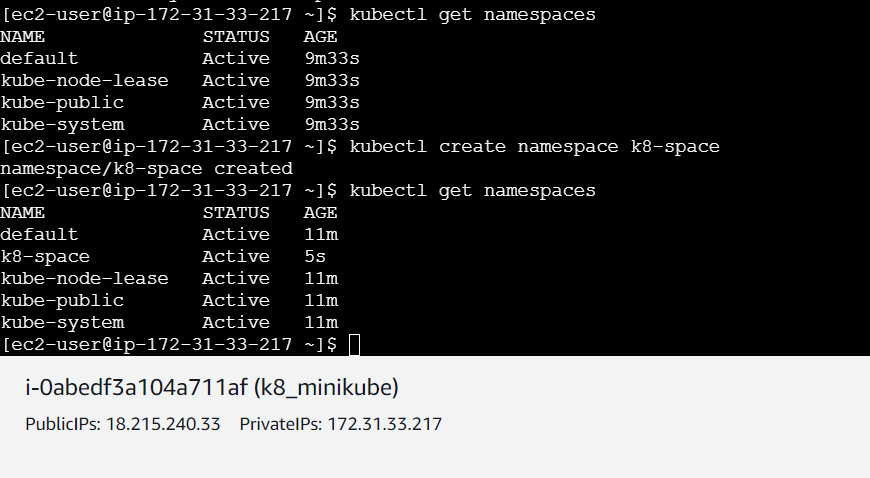 [ec2-user@ip-172-31-33-217 ~]$ kubectl get namespaces
NAME              STATUS   AGE
default           Active   9m33s
kube-node-lease   Active   9m33s
kube-public       Active   9m33s
kube-system       Active   9m33s
[ec2-user@ip-172-31-33-217 ~]$ kubectl create namespace k8-space
namespace/k8-space created
[ec2-user@ip-172-31-33-217 ~]$ kubectl get namespaces
NAME              STATUS   AGE
default           Active   11m
k8-space          Active   5s
kube-node-lease   Active   11m
kube-public       Active   11m
kube-system       Active   11m
[ec2-user@ip-172-31-33-217 ~]$
i-0abedf3a104a711af (k8_minikube)
PublicIPs: 18.215.240.33 PrivateIPs: 172.31.33.217